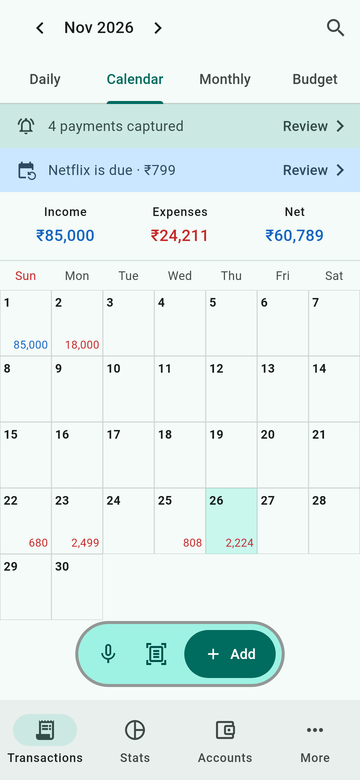 Nov 2026
Daily Calendar Monthly Budget
4 payments captured Review
Netflix is due · ₹799 Review
Income Expenses Net
₹85,000 ₹24,211 ₹60,789
Sun Mon Tue Wed Thu Fri Sat
1 2 3 4 5 6 7
85,000 18,000
8 9 10 11 12 13 14
15 16 17 18 19 20 21
22 23 24 25 26 27 28
680 2,499 808 2,224
29 30
+ Add
Transactions Stats Accounts More